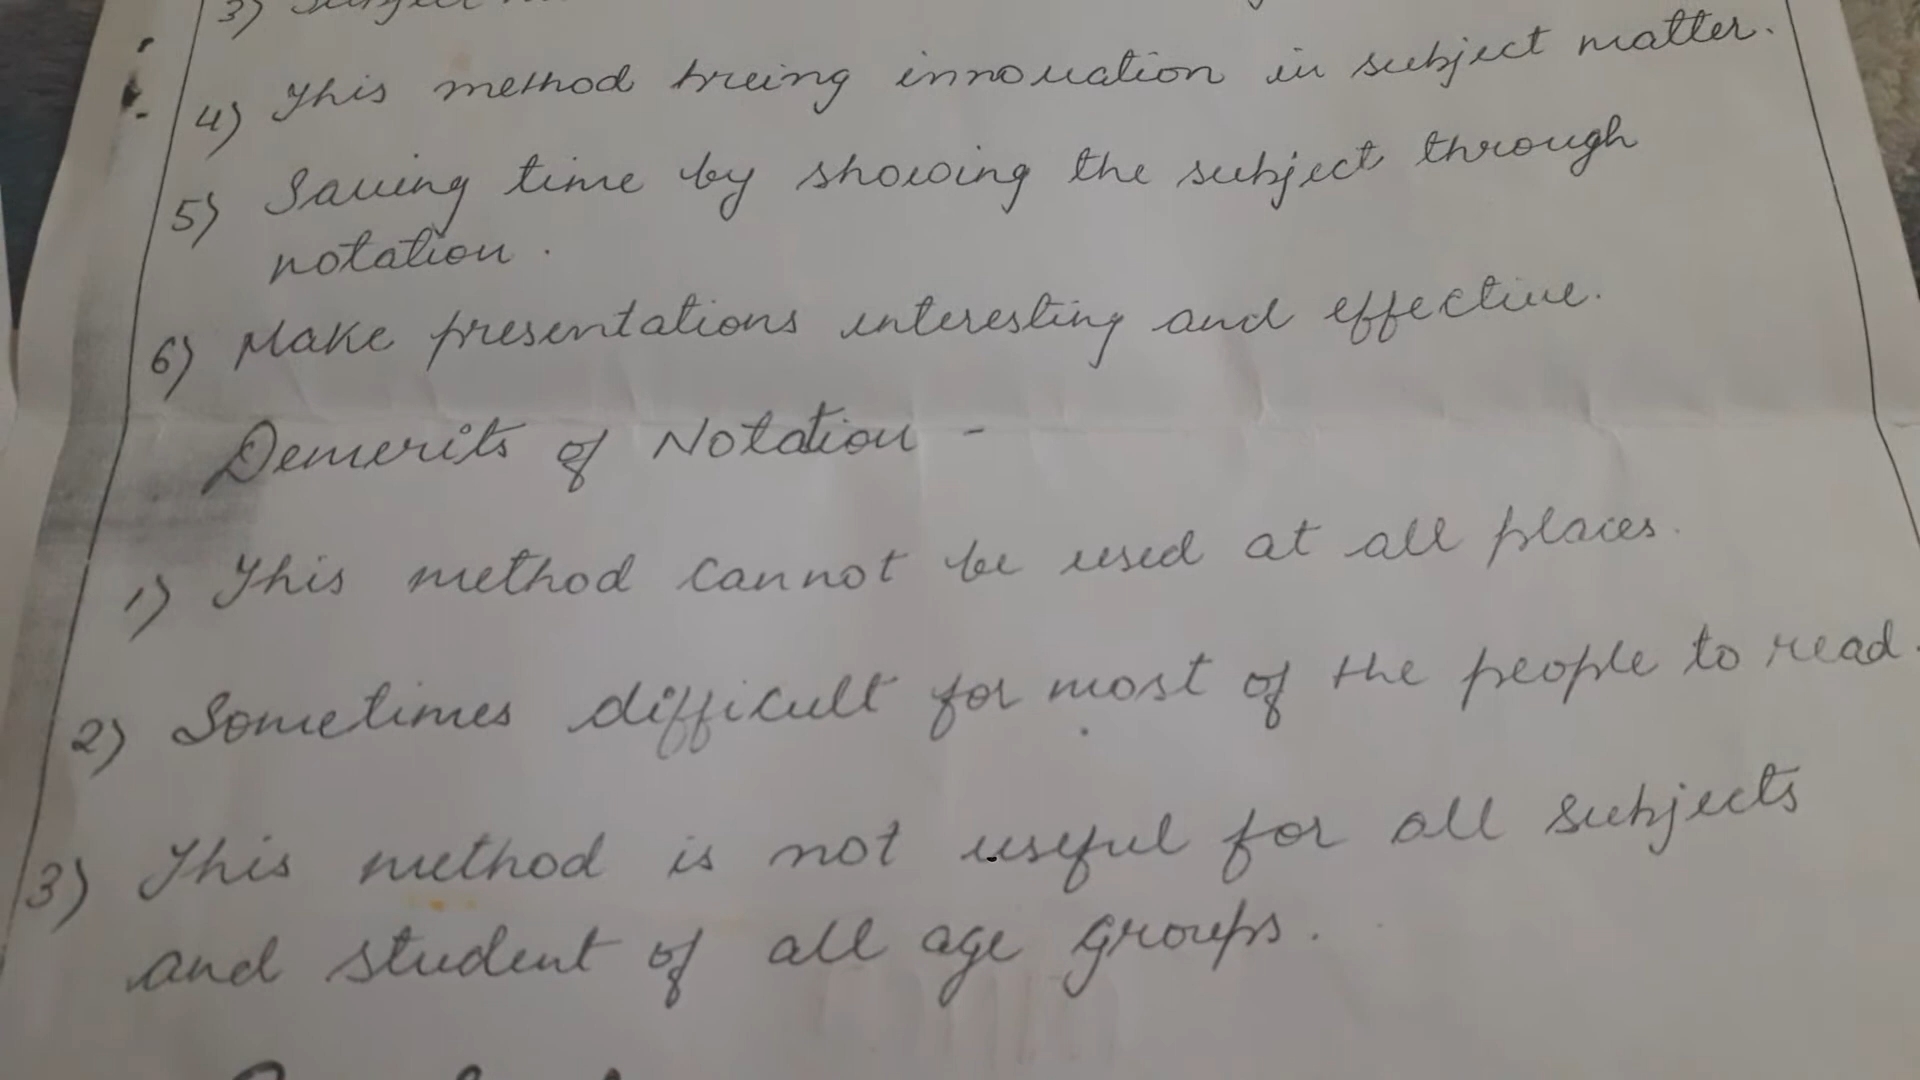 3) Subject
4) This method breing innovation in subject matter.
5) Saving time by showing the subject through
notation.
6) Make presentations interesting and effective.
Demerits of Notation -
1) This method cannot be used at all places.
2) Sometimes difficult for most of the people to read.
3) This method is not useful for all subjects
and student of all age groups.